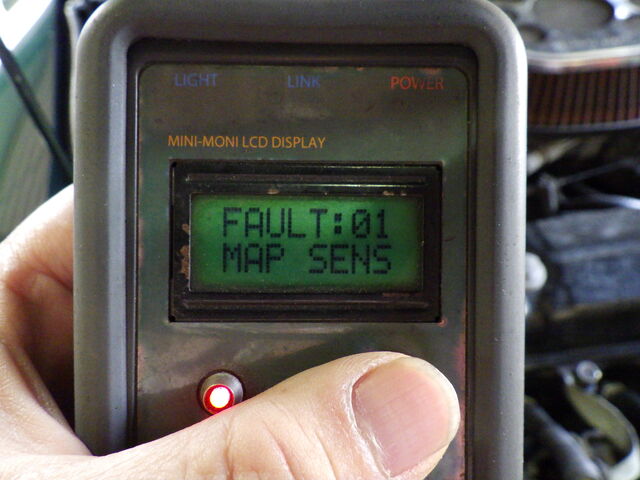 LIGHT LINK POWER
MINI-MONI LCD DISPLAY
FAULT:01
MAP SENS